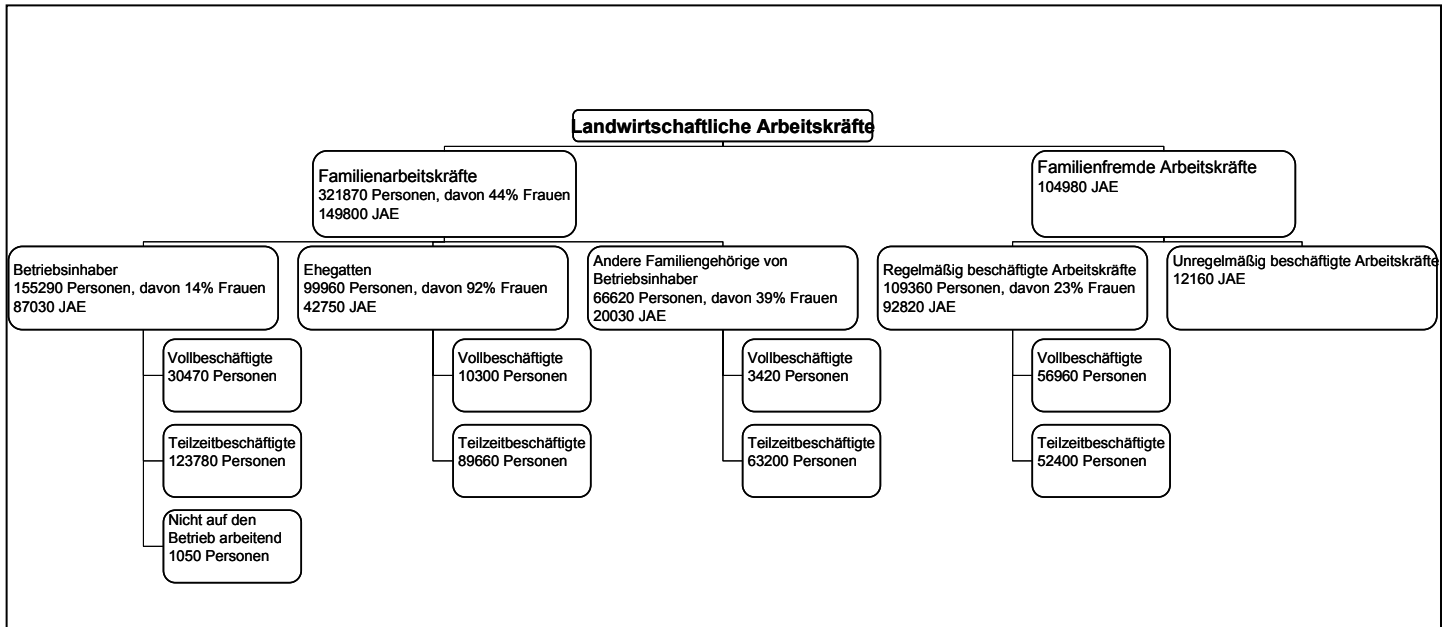 Landwirtschaftliche Arbeitskräfte
Familienarbeitskräfte
321870 Personen, davon 44% Frauen
149800 JAE
Familienfremde Arbeitskräfte
104980 JAE
Betriebsinhaber
155290 Personen, davon 14% Frauen
87030 JAE
Ehegatten
99960 Personen, davon 92% Frauen
42750 JAE
Andere Familiengehörige von
Betriebsinhaber
66620 Personen, davon 39% Frauen
20030 JAE
Regelmäßig beschäftigte Arbeitskräfte
109360 Personen, davon 23% Frauen
92820 JAE
Unregelmäßig beschäftigte Arbeitskräfte
12160 JAE
Vollbeschäftigte
30470 Personen
Teilzeitbeschäftigte
123780 Personen
Nicht auf den
Betrieb arbeitend
1050 Personen
Vollbeschäftigte
10300 Personen
Teilzeitbeschäftigte
89660 Personen
Vollbeschäftigte
3420 Personen
Teilzeitbeschäftigte
63200 Personen
Vollbeschäftigte
56960 Personen
Teilzeitbeschäftigte
52400 Personen